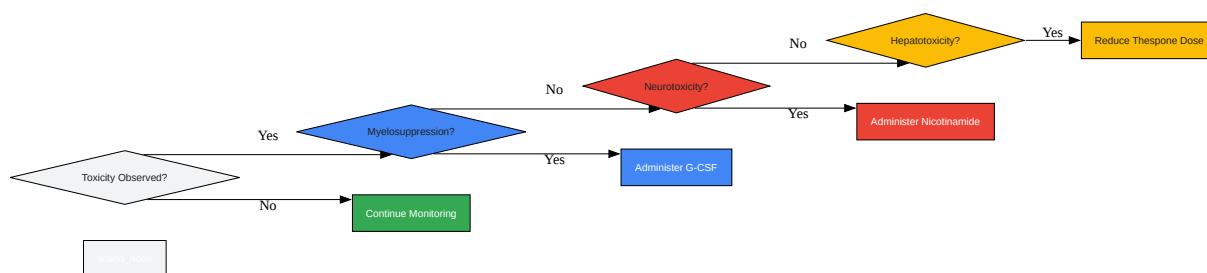 Hepatotoxicity?
Yes
Reduce Thespone Dose
No
Neurotoxicity?
No
Yes
Administer Nicotinamide
Myelosuppression?
Yes
Yes
Administer G-CSF
Toxicity Observed?
No
Continue Monitoring